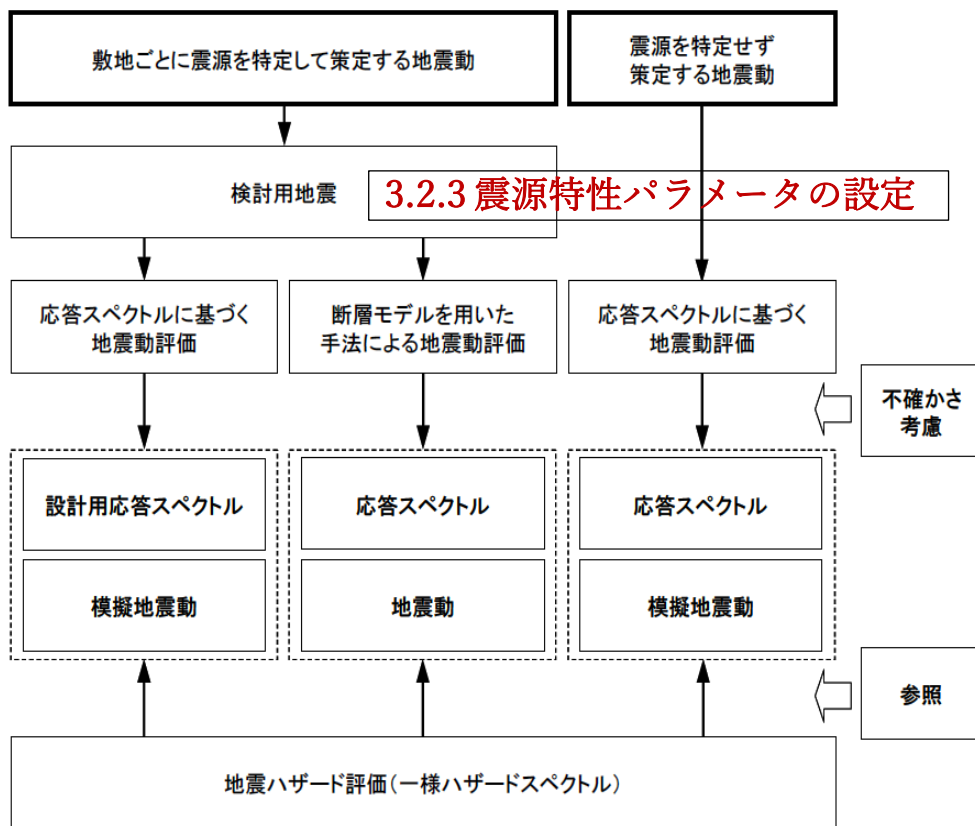 敷地ごとに震源を特定して策定する地震動
震源を特定せず
策定する地震動
検討用地震
3.2.3 震源特性パラメータの設定
応答スペクトルに基づく
地震動評価
断層モデルを用いた
手法による地震動評価
応答スペクトルに基づく
地震動評価
不確かさ
考慮
設計用応答スペクトル
応答スペクトル
応答スペクトル
模擬地震動
地震動
模擬地震動
参照
地震ハザード評価(一様ハザードスペクトル)